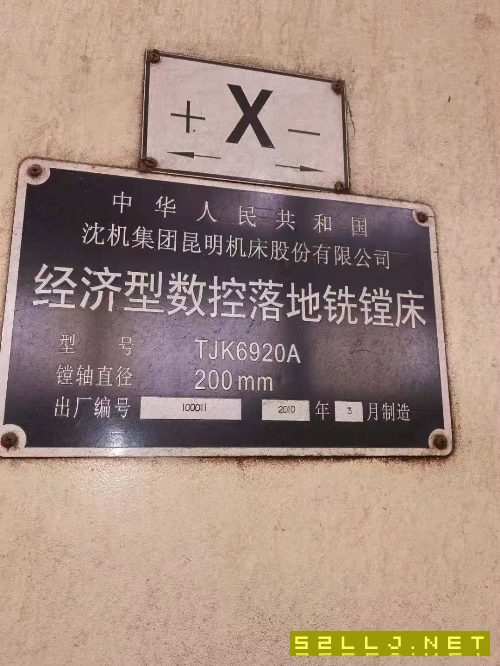 + X −
← →
中华人民共和国
沈机集团昆明机床股份有限公司
经济型数控落地铣镗床
型 号 TJK6920A
镗轴直径 200mm
出厂编号 100011 2010 年 3 月制造
52LLJ.NET